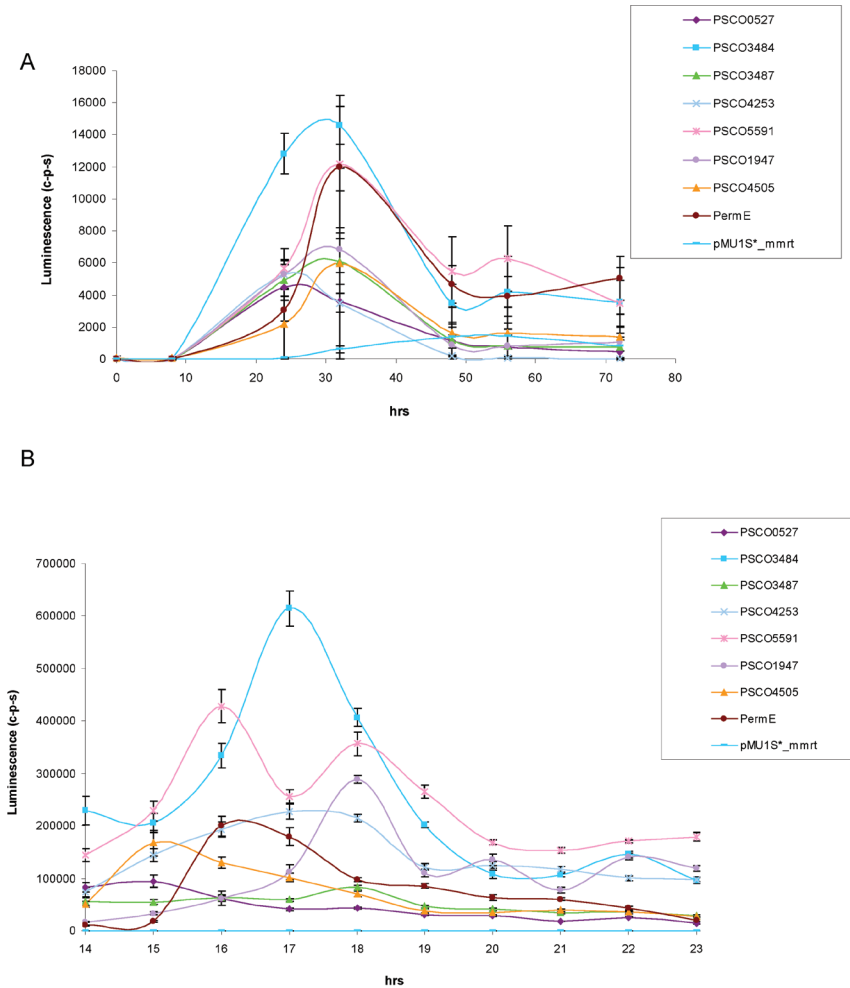 A
PSCO0527
PSCO3484
PSCO3487
PSCO4253
PSCO5591
PSCO1947
PSCO4505
PermE
pMU1S*_mmrt
Luminescence (c-p-s)
18000
16000
14000
12000
10000
8000
6000
4000
2000
0
0 10 20 30 40 50 60 70 80
hrs
B
PSCO0527
PSCO3484
PSCO3487
PSCO4253
PSCO5591
PSCO1947
PSCO4505
PermE
pMU1S*_mmrt
Luminescence (c-p-s)
700000
600000
500000
400000
300000
200000
100000
0
14 15 16 17 18 19 20 21 22 23
hrs